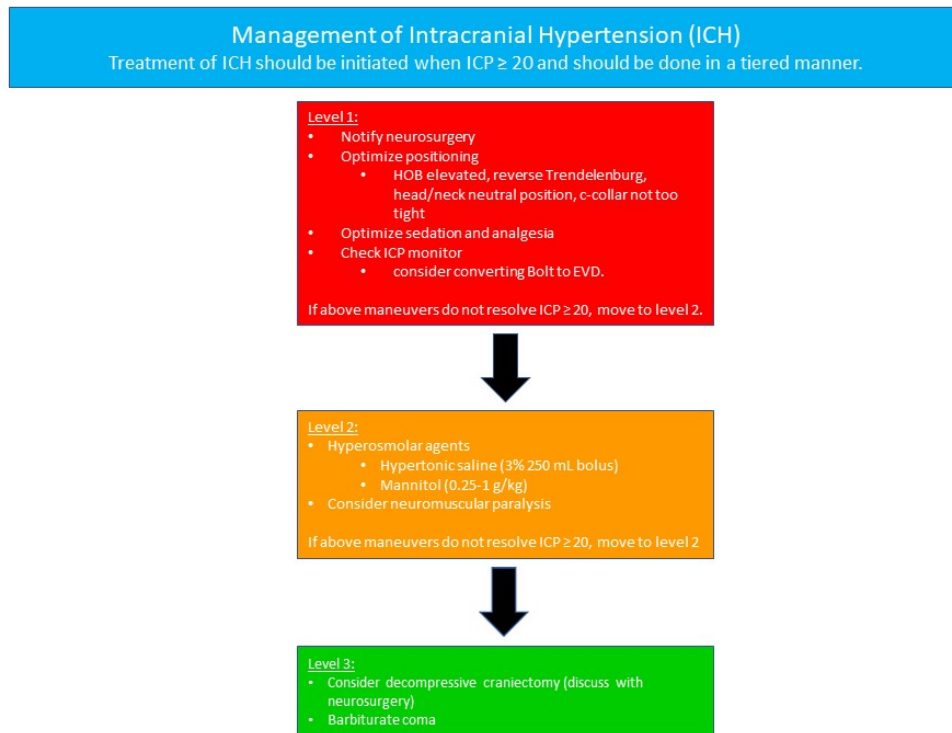 Management of Intracranial Hypertension (ICH)
Treatment of ICH should be initiated when ICP ≥ 20 and should be done in a tiered manner.
Level 1:
• Notify neurosurgery
• Optimize positioning
• HOB elevated, reverse Trendelenburg,
head/neck neutral position, c-collar not too
tight
• Optimize sedation and analgesia
• Check ICP monitor
• consider converting Bolt to EVD.
If above maneuvers do not resolve ICP ≥ 20, move to level 2.
Level 2:
• Hyperosmolar agents
• Hypertonic saline (3% 250 mL bolus)
• Mannitol (0.25-1 g/kg)
• Consider neuromuscular paralysis
If above maneuvers do not resolve ICP ≥ 20, move to level 2
Level 3:
• Consider decompressive craniectomy (discuss with
neurosurgery)
• Barbiturate coma